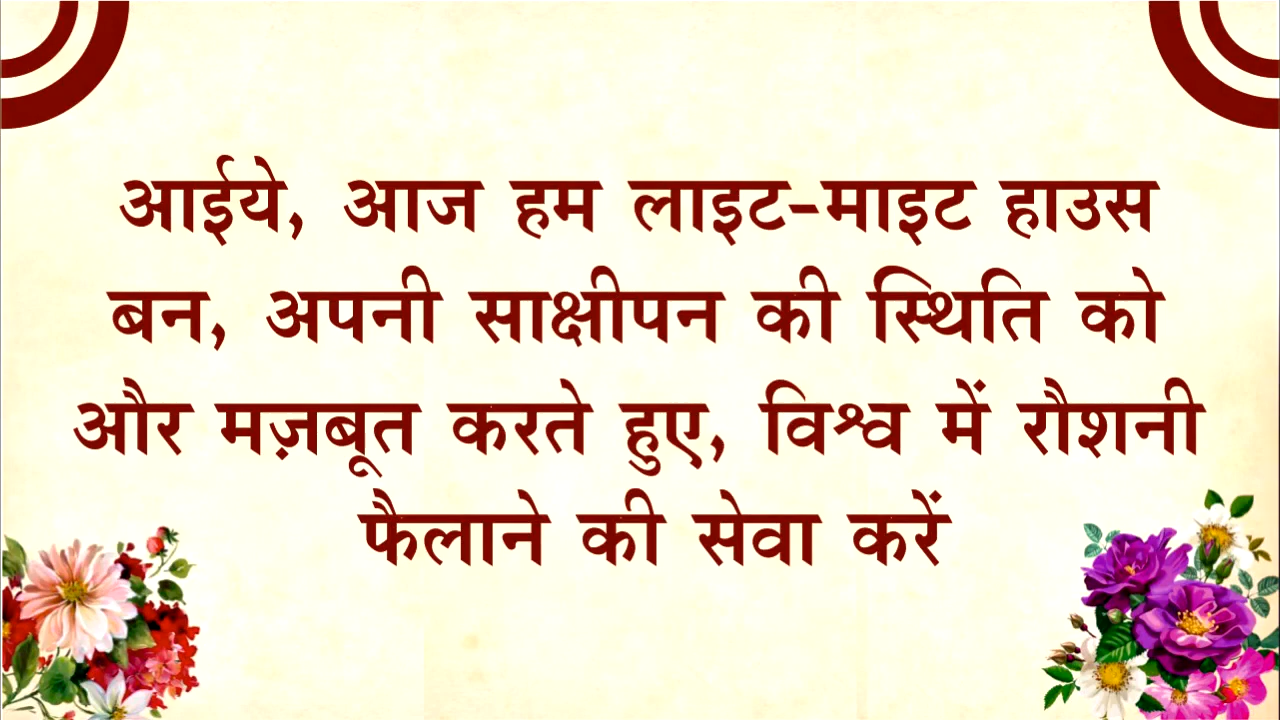 आईये, आज हम लाइट-माइट हाउस
बन, अपनी साक्षीपन की स्थिति को
और मज़बूत करते हुए, विश्व में रौशनी
फैलाने की सेवा करें